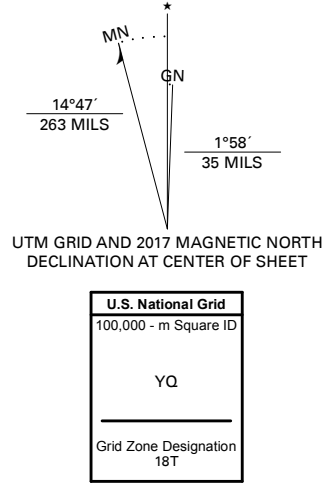 ★
MN
GN
14°47´
263 MILS
1°58´
35 MILS
UTM GRID AND 2017 MAGNETIC NORTH
DECLINATION AT CENTER OF SHEET
U.S. National Grid
100,000 - m Square ID
YQ
Grid Zone Designation
18T